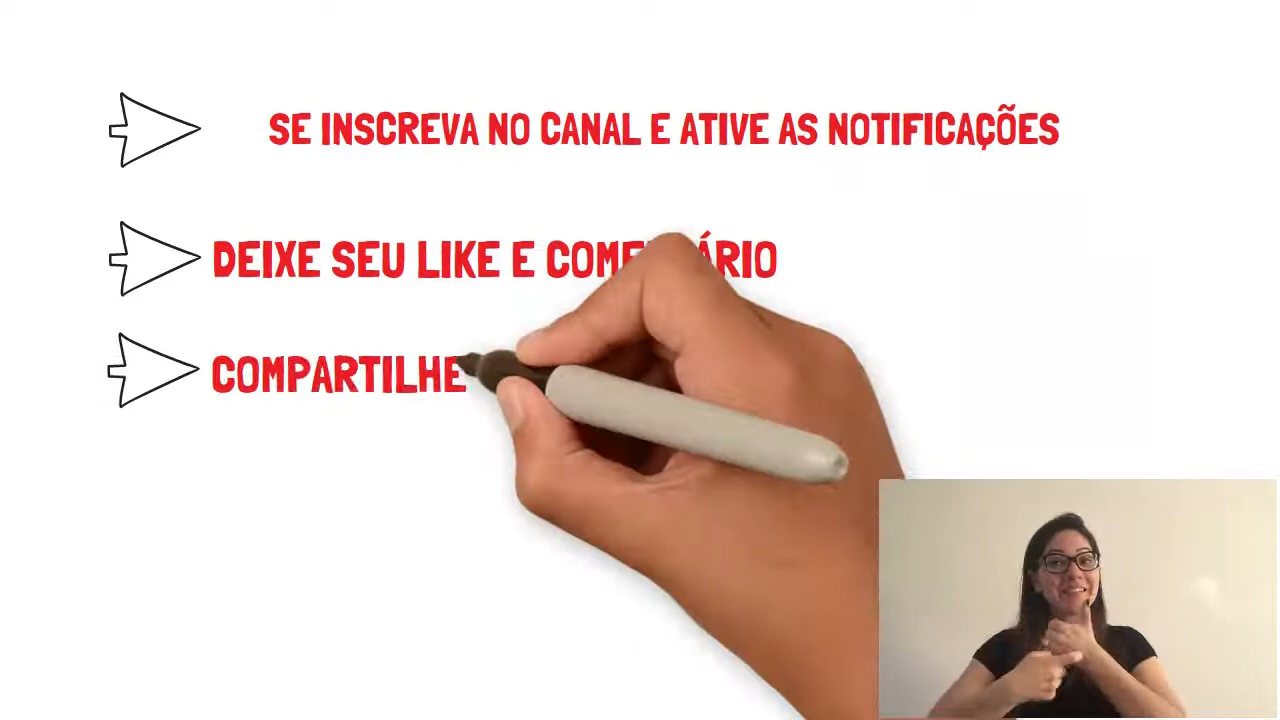 SE INSCREVA NO CANAL E ATIVE AS NOTIFICAÇÕES
DEIXE SEU LIKE E
COMPARTILHE